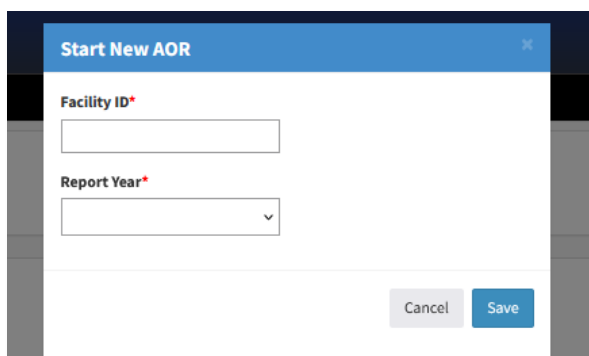 Start New AOR ×
Facility ID*
Report Year*
Cancel Save